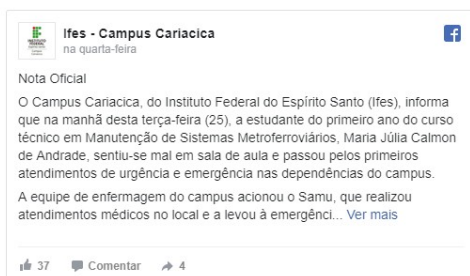 Ifes - Campus Cariacica
na quarta-feira
Nota Oficial
O Campus Cariacica, do Instituto Federal do Espírito Santo (Ifes), informa
que na manhã desta terça-feira (25), a estudante do primeiro ano do curso
técnico em Manutenção de Sistemas Metroferroviários, Maria Júlia Calmon
de Andrade, sentiu-se mal em sala de aula e passou pelos primeiros
atendimentos de urgência e emergência nas dependências do campus.
A equipe de enfermagem do campus acionou o Samu, que realizou
atendimentos médicos no local e a levou à emergênci... Ver mais
37 Comentar 4